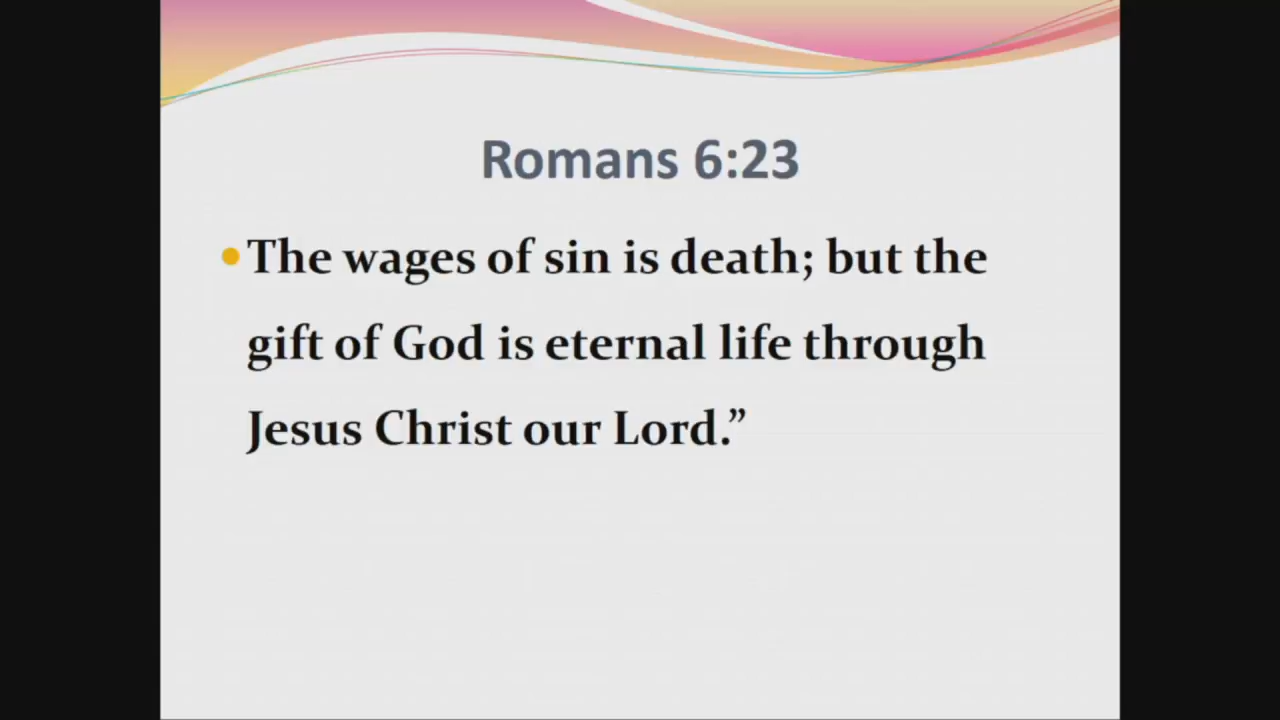 Romans 6:23
The wages of sin is death; but the
gift of God is eternal life through
Jesus Christ our Lord.”